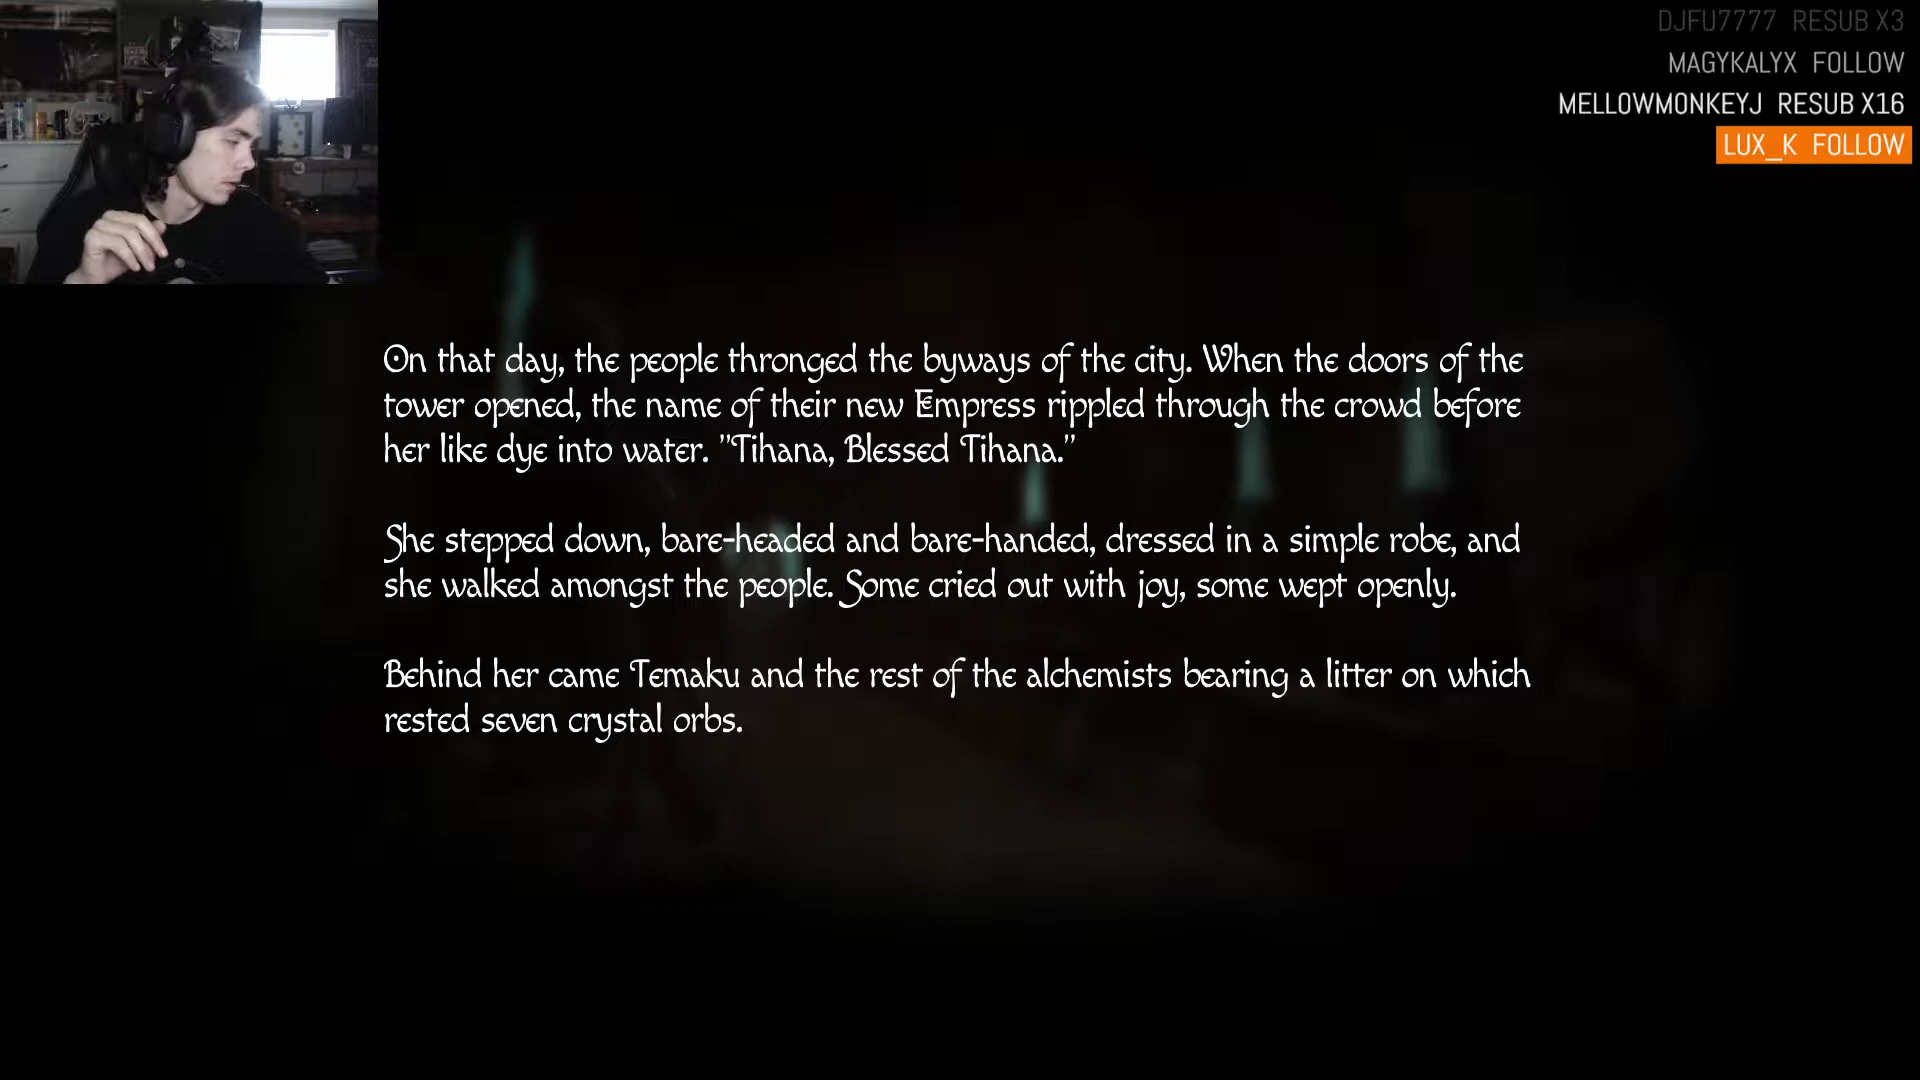 DJFU7777 RESUB X3
MAGYKALYX FOLLOW
MELLOWMONKEYJ RESUB X16
LUX_K FOLLOW
On that day, the people thronged the byways of the city. When the doors of the
tower opened, the name of their new Empress rippled through the crowd before
her like dye into water. "Tihana, Blessed Tihana."
She stepped down, bare-headed and bare-handed, dressed in a simple robe, and
she walked amongst the people. Some cried out with joy, some wept openly.
Behind her came Temaku and the rest of the alchemists bearing a litter on which
rested seven crystal orbs.